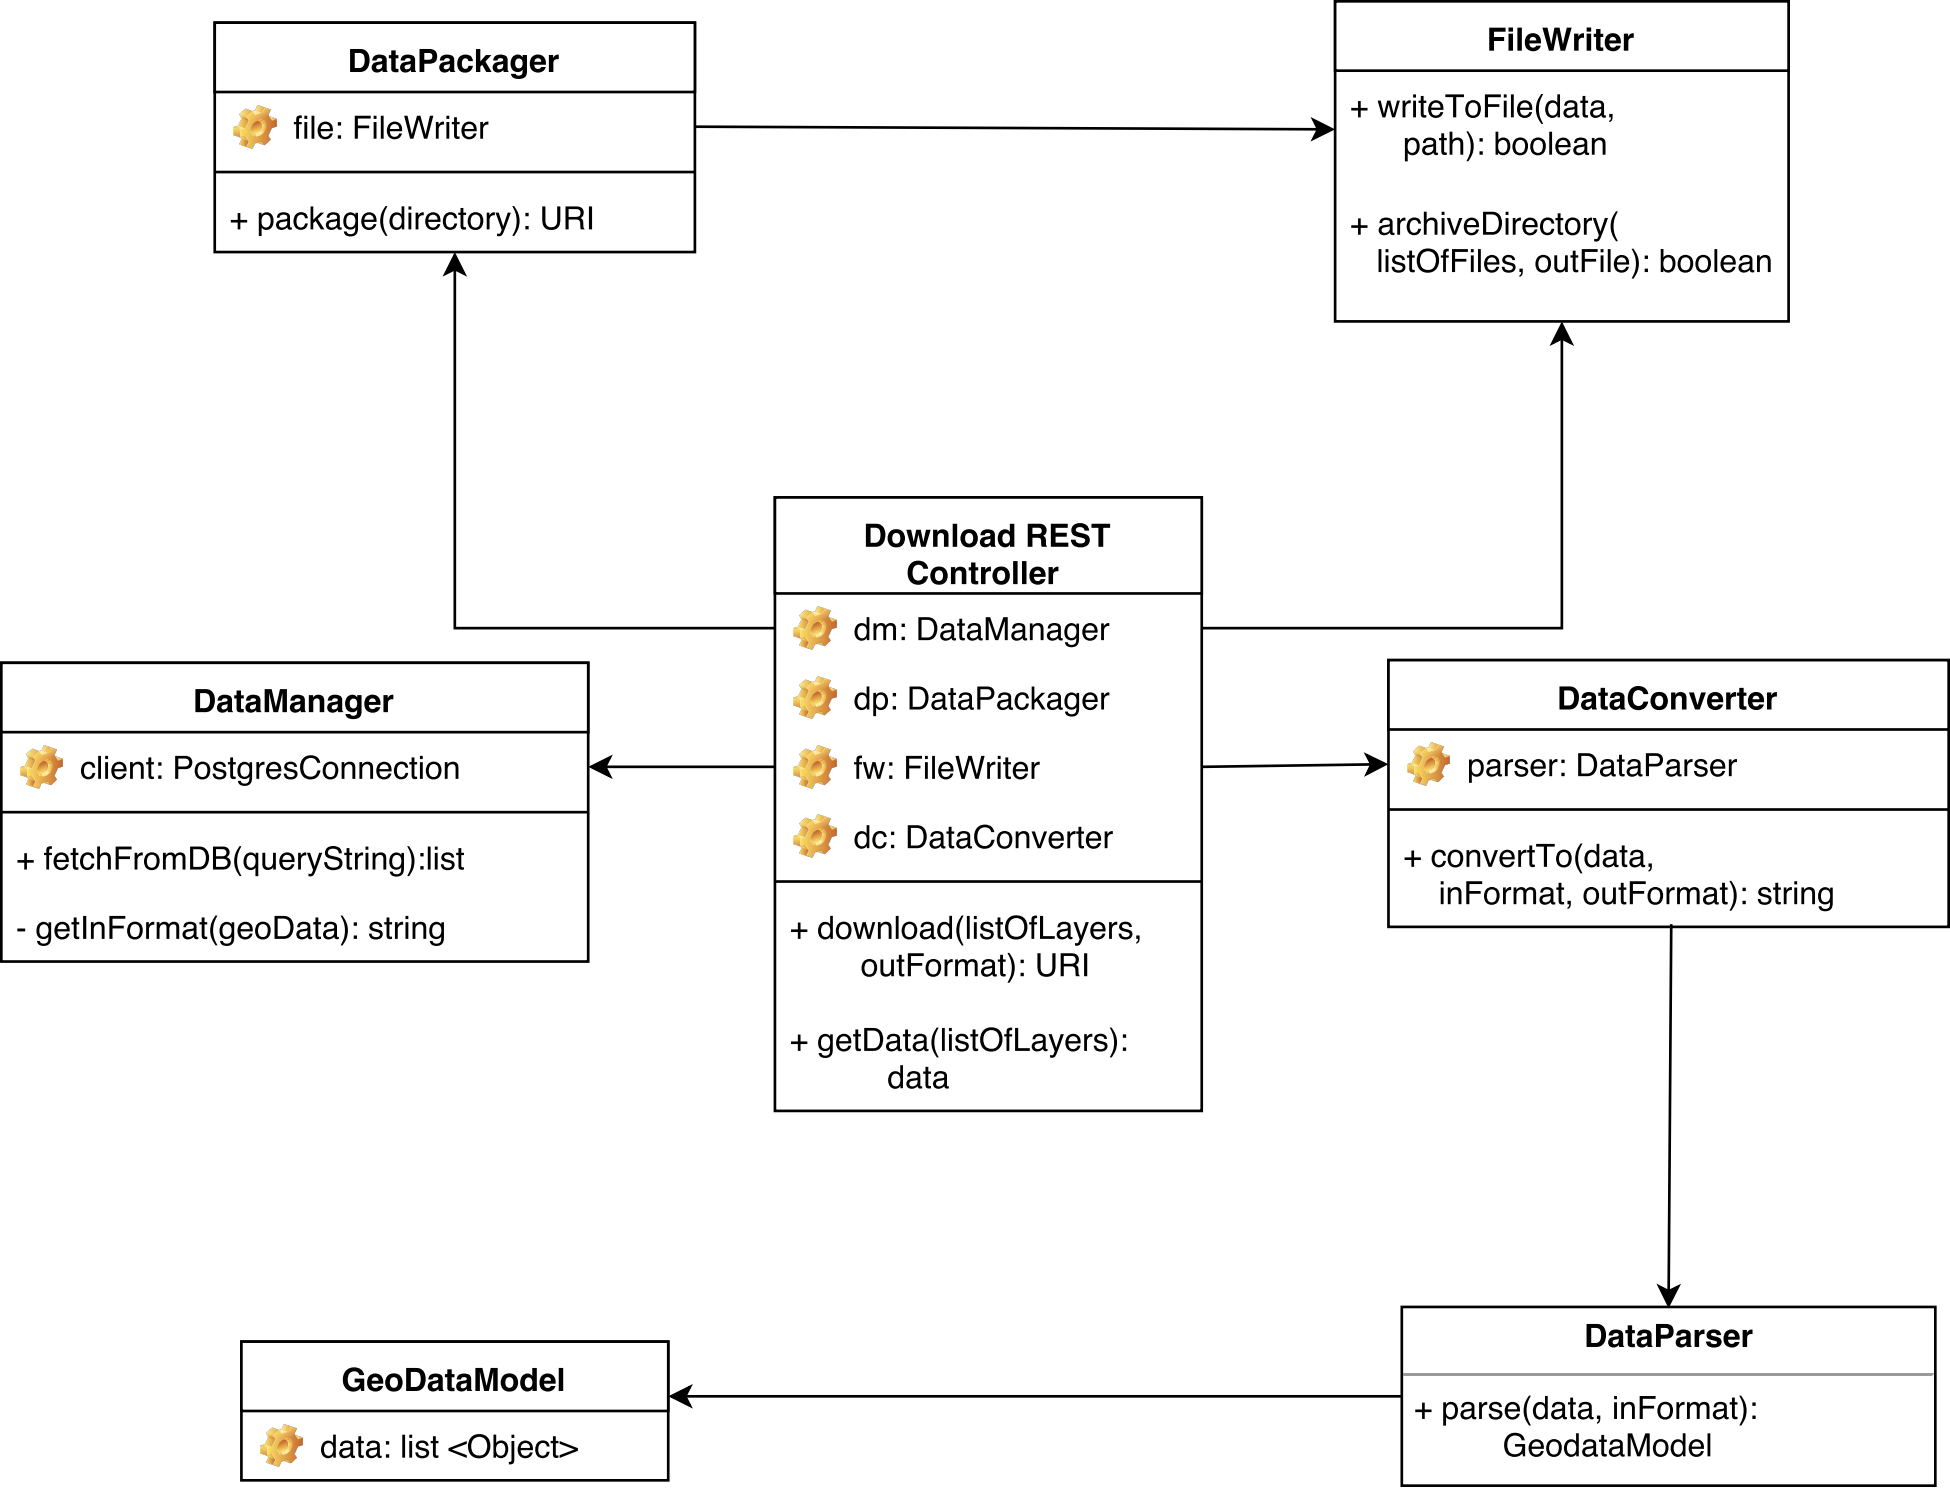 DataPackager
file: FileWriter
+ package(directory): URI
FileWriter
+ writeToFile(data,
path): boolean
+ archiveDirectory(
listOfFiles, outFile): boolean
Download REST
Controller
dm: DataManager
dp: DataPackager
fw: FileWriter
dc: DataConverter
+ download(listOfLayers,
outFormat): URI
+ getData(listOfLayers):
data
DataManager
client: PostgresConnection
+ fetchFromDB(queryString):list
- getInFormat(geoData): string
DataConverter
parser: DataParser
+ convertTo(data,
inFormat, outFormat): string
GeoDataModel
data: list <Object>
DataParser
+ parse(data, inFormat):
GeodataModel